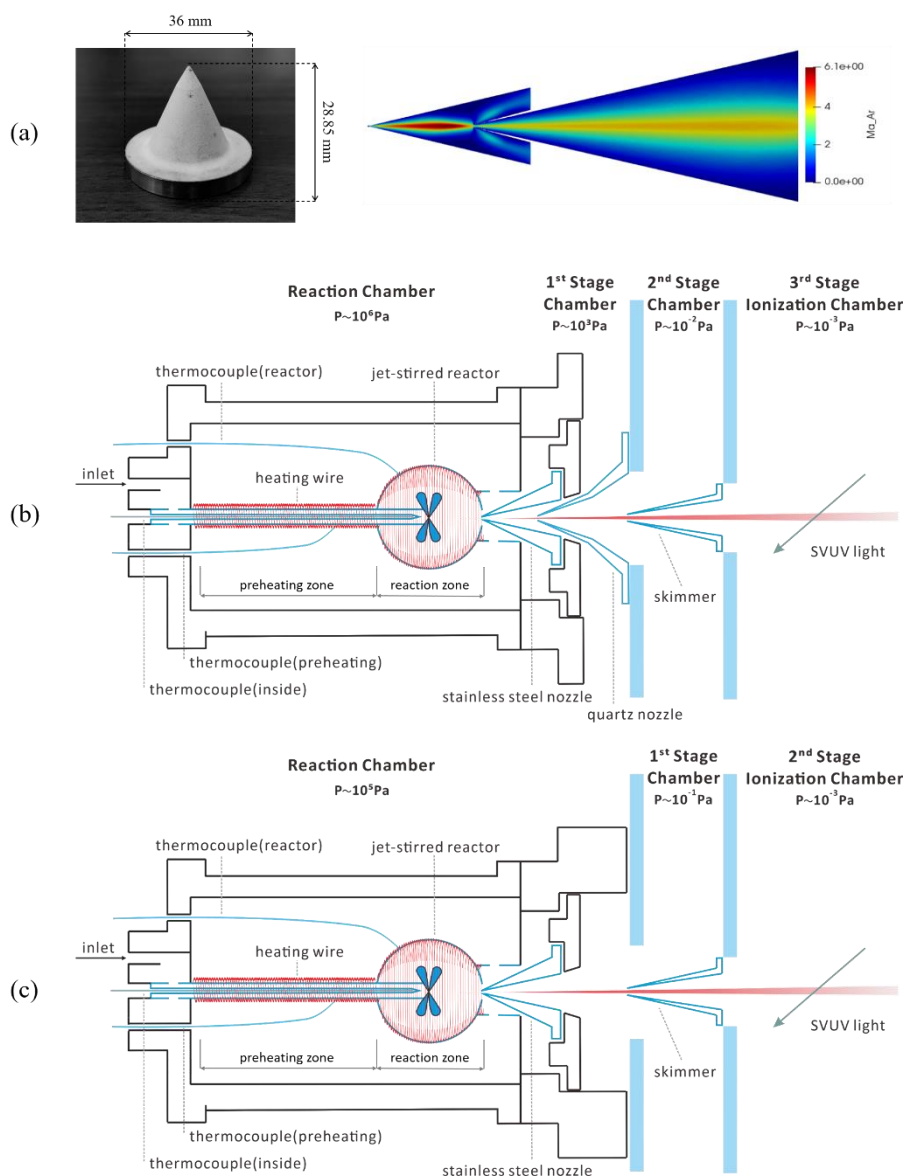 36 mm
28.85 mm
(a)
6.1e+00
4
2
0.0e+00
Ma_Ar
Reaction Chamber
P~10⁶Pa
1ˢᵗ Stage
Chamber
P~10³Pa
2ⁿᵈ Stage
Chamber
P~10⁻²Pa
3ʳᵈ Stage
Ionization Chamber
P~10⁻³Pa
thermocouple(reactor)
jet-stirred reactor
inlet
heating wire
(b)
SVUV light
preheating zone
reaction zone
skimmer
thermocouple(preheating)
thermocouple(inside)
stainless steel nozzle
quartz nozzle
Reaction Chamber
P~10⁵Pa
1ˢᵗ Stage
Chamber
P~10⁻¹Pa
2ⁿᵈ Stage
Ionization Chamber
P~10⁻³Pa
thermocouple(reactor)
jet-stirred reactor
inlet
heating wire
(c)
SVUV light
preheating zone
reaction zone
skimmer
thermocouple(preheating)
thermocouple(inside)
stainless steel nozzle